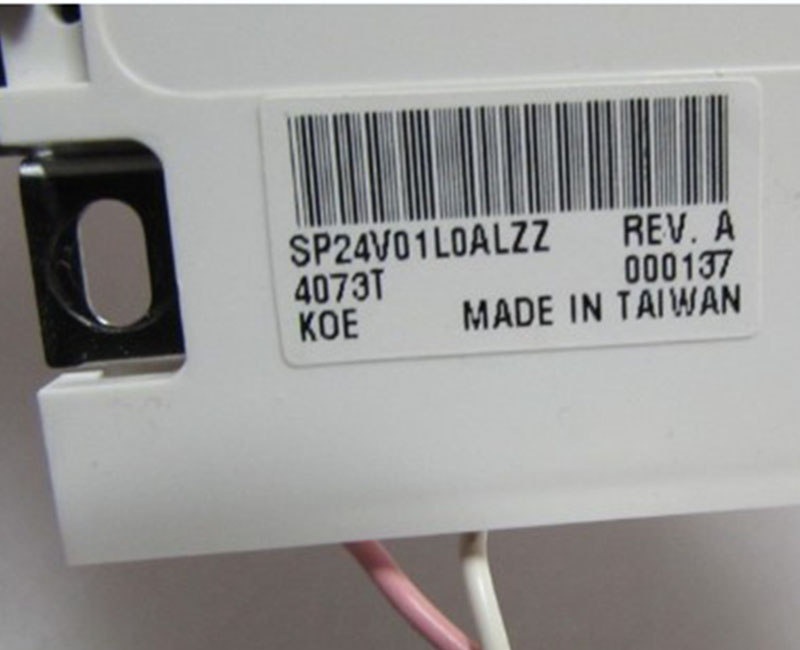 SP24V01L0ALZZ REV. A
4073T 000137
KOE MADE IN TAIWAN